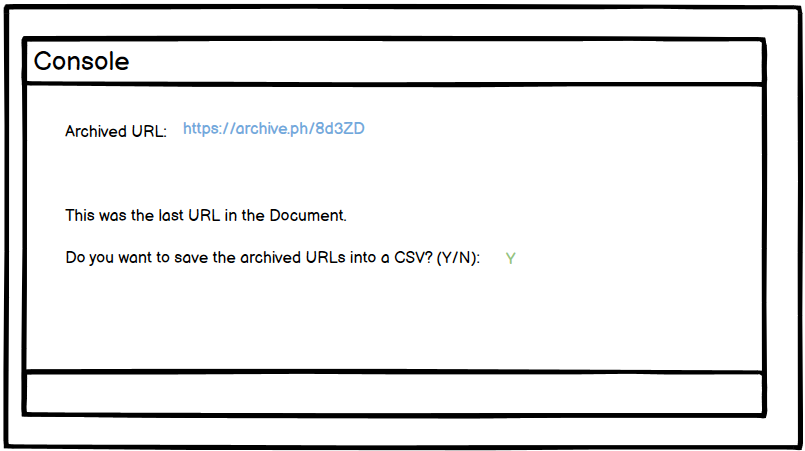 Console
Archived URL: https://archive.ph/8d3ZD
This was the last URL in the Document.
Do you want to save the archived URLs into a CSV? (Y/N): Y